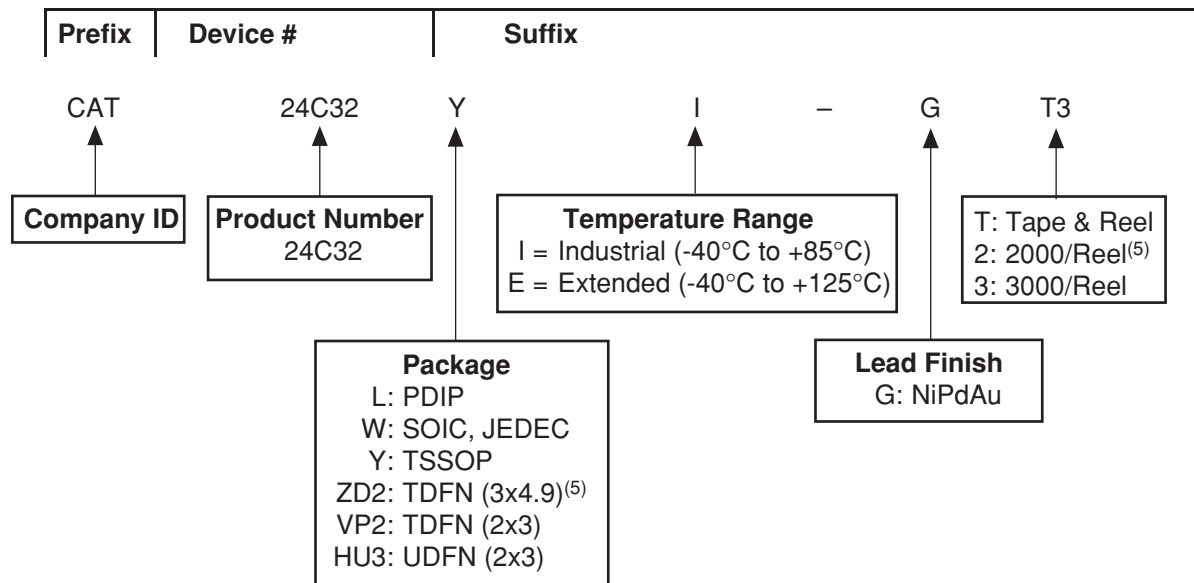 Prefix Device # Suffix
CAT 24C32 Y I – G T3
Company ID
Product Number
24C32
Temperature Range
I = Industrial (-40°C to +85°C)
E = Extended (-40°C to +125°C)
T: Tape & Reel
2: 2000/Reel(5)
3: 3000/Reel
Package
L: PDIP
W: SOIC, JEDEC
Y: TSSOP
ZD2: TDFN (3x4.9)(5)
VP2: TDFN (2x3)
HU3: UDFN (2x3)
Lead Finish
G: NiPdAu